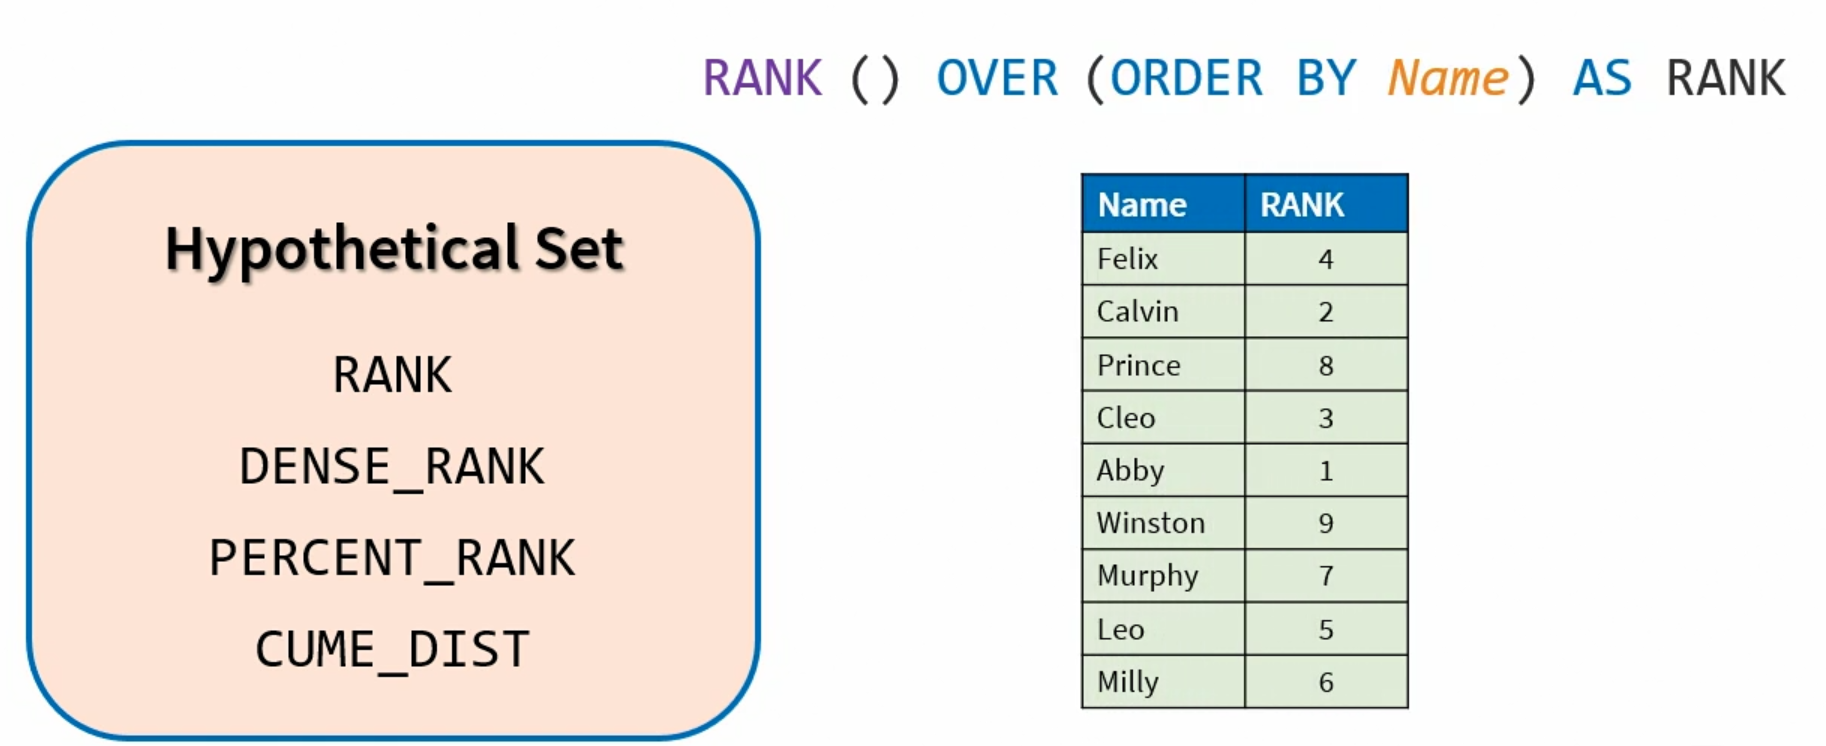 RANK () OVER (ORDER BY Name) AS RANK
Hypothetical Set
RANK
DENSE_RANK
PERCENT_RANK
CUME_DIST
Name RANK
Felix 4
Calvin 2
Prince 8
Cleo 3
Abby 1
Winston 9
Murphy 7
Leo 5
Milly 6